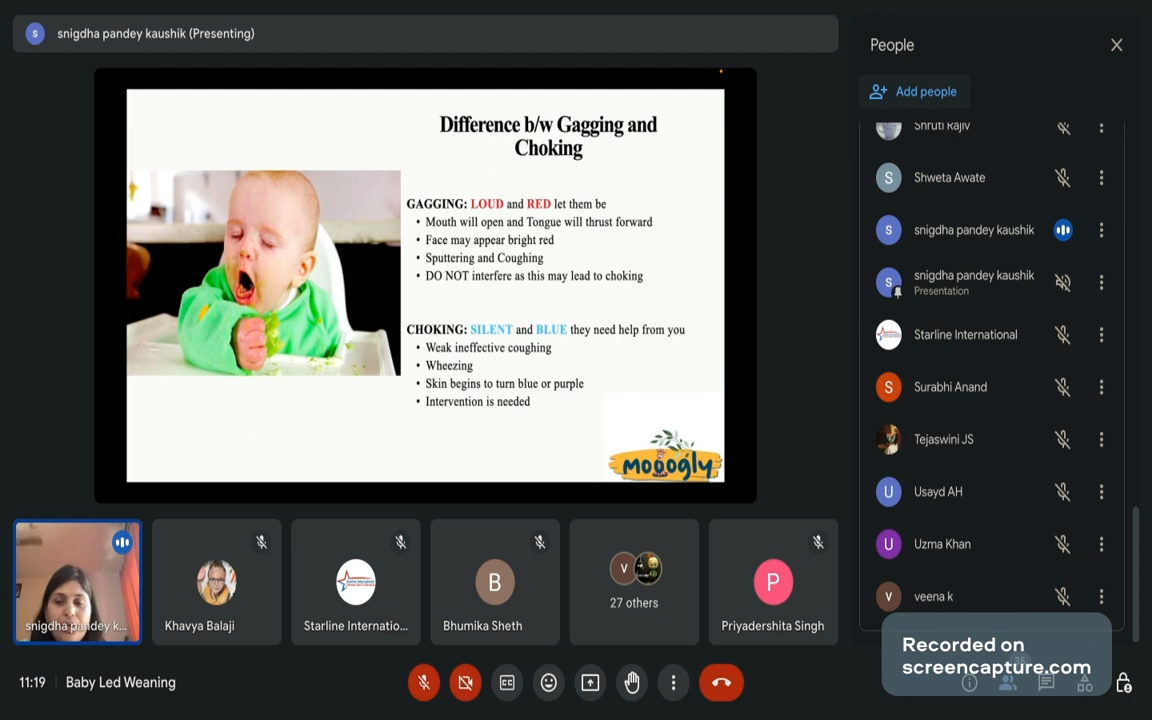 S
snigdha pandey kaushik (Presenting)
Difference b/w Gagging and
Choking
GAGGING: LOUD and RED let them be
• Mouth will open and Tongue will thrust forward
• Face may appear bright red
• Sputtering and Coughing
• DO NOT interfere as this may lead to choking
CHOKING: SILENT and BLUE they need help from you
• Weak ineffective coughing
• Wheezing
• Skin begins to turn blue or purple
• Intervention is needed
mooogly
snigdha pandey k...
Khavya Balaji
Starline Internatio...
B
Bhumika Sheth
V
27 others
P
Priyadershita Singh
11:19 | Baby Led Weaning
CC
People
Add people
Shruti Rajiv
S
Shweta Awate
S
snigdha pandey kaushik
S
snigdha pandey kaushik
Presentation
Starline International
S
Surabhi Anand
Tejaswini JS
U
Usayd AH
U
Uzma Khan
V
veena k
Recorded on
screencapture.com